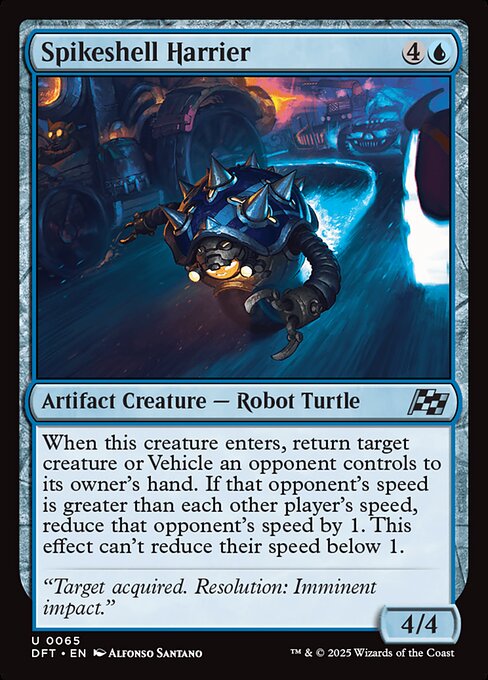 Spikeshell Harrier 4
Artifact Creature — Robot Turtle
When this creature enters, return target
creature or Vehicle an opponent controls to
its owner's hand. If that opponent's speed
is greater than each other player's speed,
reduce that opponent's speed by 1. This
effect can't reduce their speed below 1.
“Target acquired. Resolution: Imminent
impact.”
4/4
U 0065
DFT • EN Alfonso Santano ™ & © 2025 Wizards of the Coast